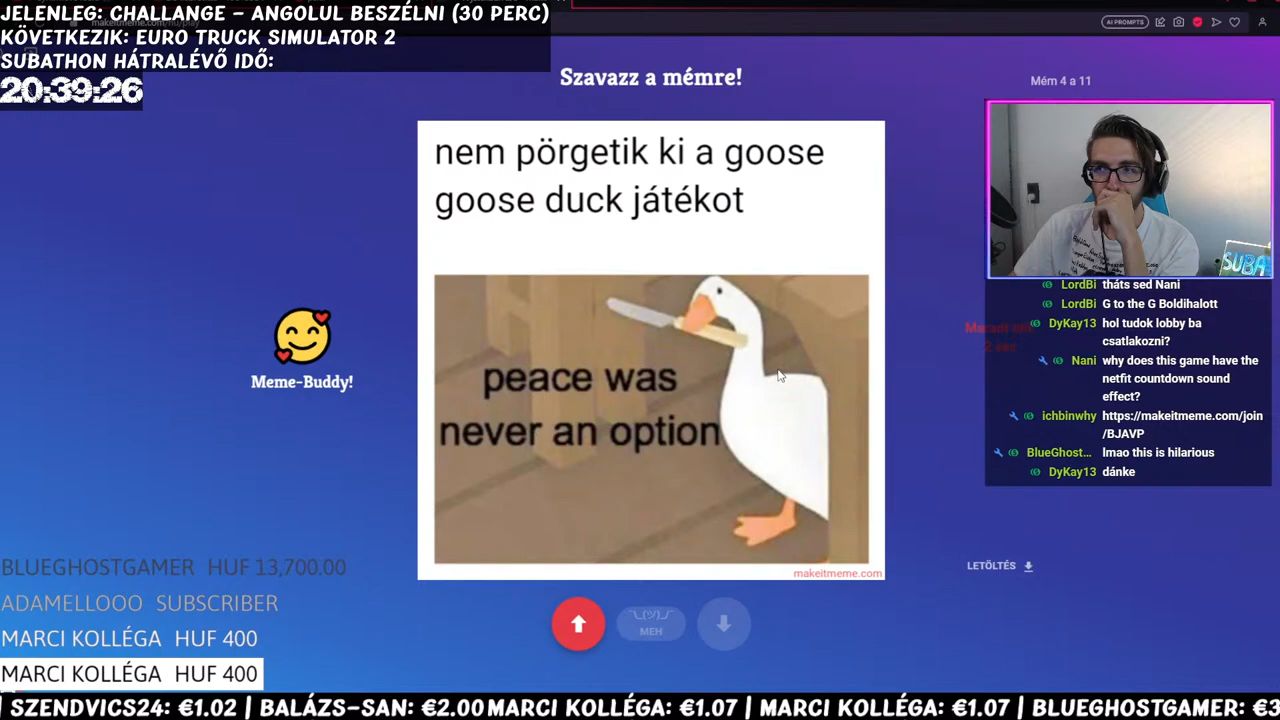 JELENLEG: CHALLANGE - ANGOLUL BESZÉLNI (30 PERC)
KÖVETKEZIK: EURO TRUCK SIMULATOR 2
SUBATHON HÁTRALÉVŐ IDŐ:
20:39:26
AI PROMPTS
Szavazz a mémre!
Mém 4 a 11
nem pörgetik ki a goose
goose duck játékot
peace was
never an option
makeitmeme.com
Meme-Buddy!
SUBA
LordBi thats sed Nani
LordBi G to the G Boldihalott
DyKay13 hol tudok lobby ba
csatlakozni?
Nani why does this game have the
netfit countdown sound
effect?
ichbinwhy https://makeitmeme.com/join
/BJAVP
BlueGhost... lmao this is hilarious
DyKay13 dánke
LETÖLTÉS
¯\_(ツ)_/¯
MEH
BLUEGHOSTGAMER HUF 13,700.00
ADAMELLOOO SUBSCRIBER
MARCI KOLLÉGA HUF 400
MARCI KOLLÉGA HUF 400
| SZENDVICS24: €1.02 | BALÁZS-SAN: €2.00 MARCI KOLLÉGA: €1.07 | MARCI KOLLÉGA: €1.07 | BLUEGHOSTGAMER: €3